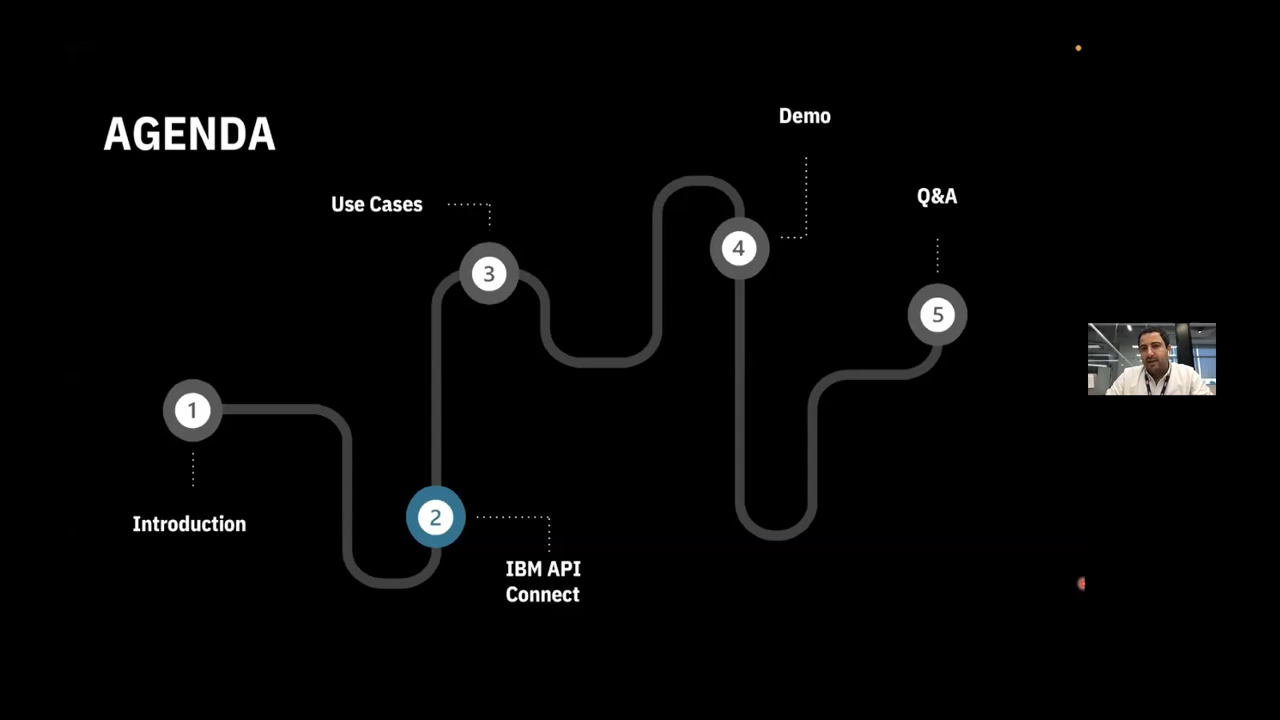 AGENDA
1
Introduction
2
IBM API
Connect
3
Use Cases
4
Demo
5
Q&A